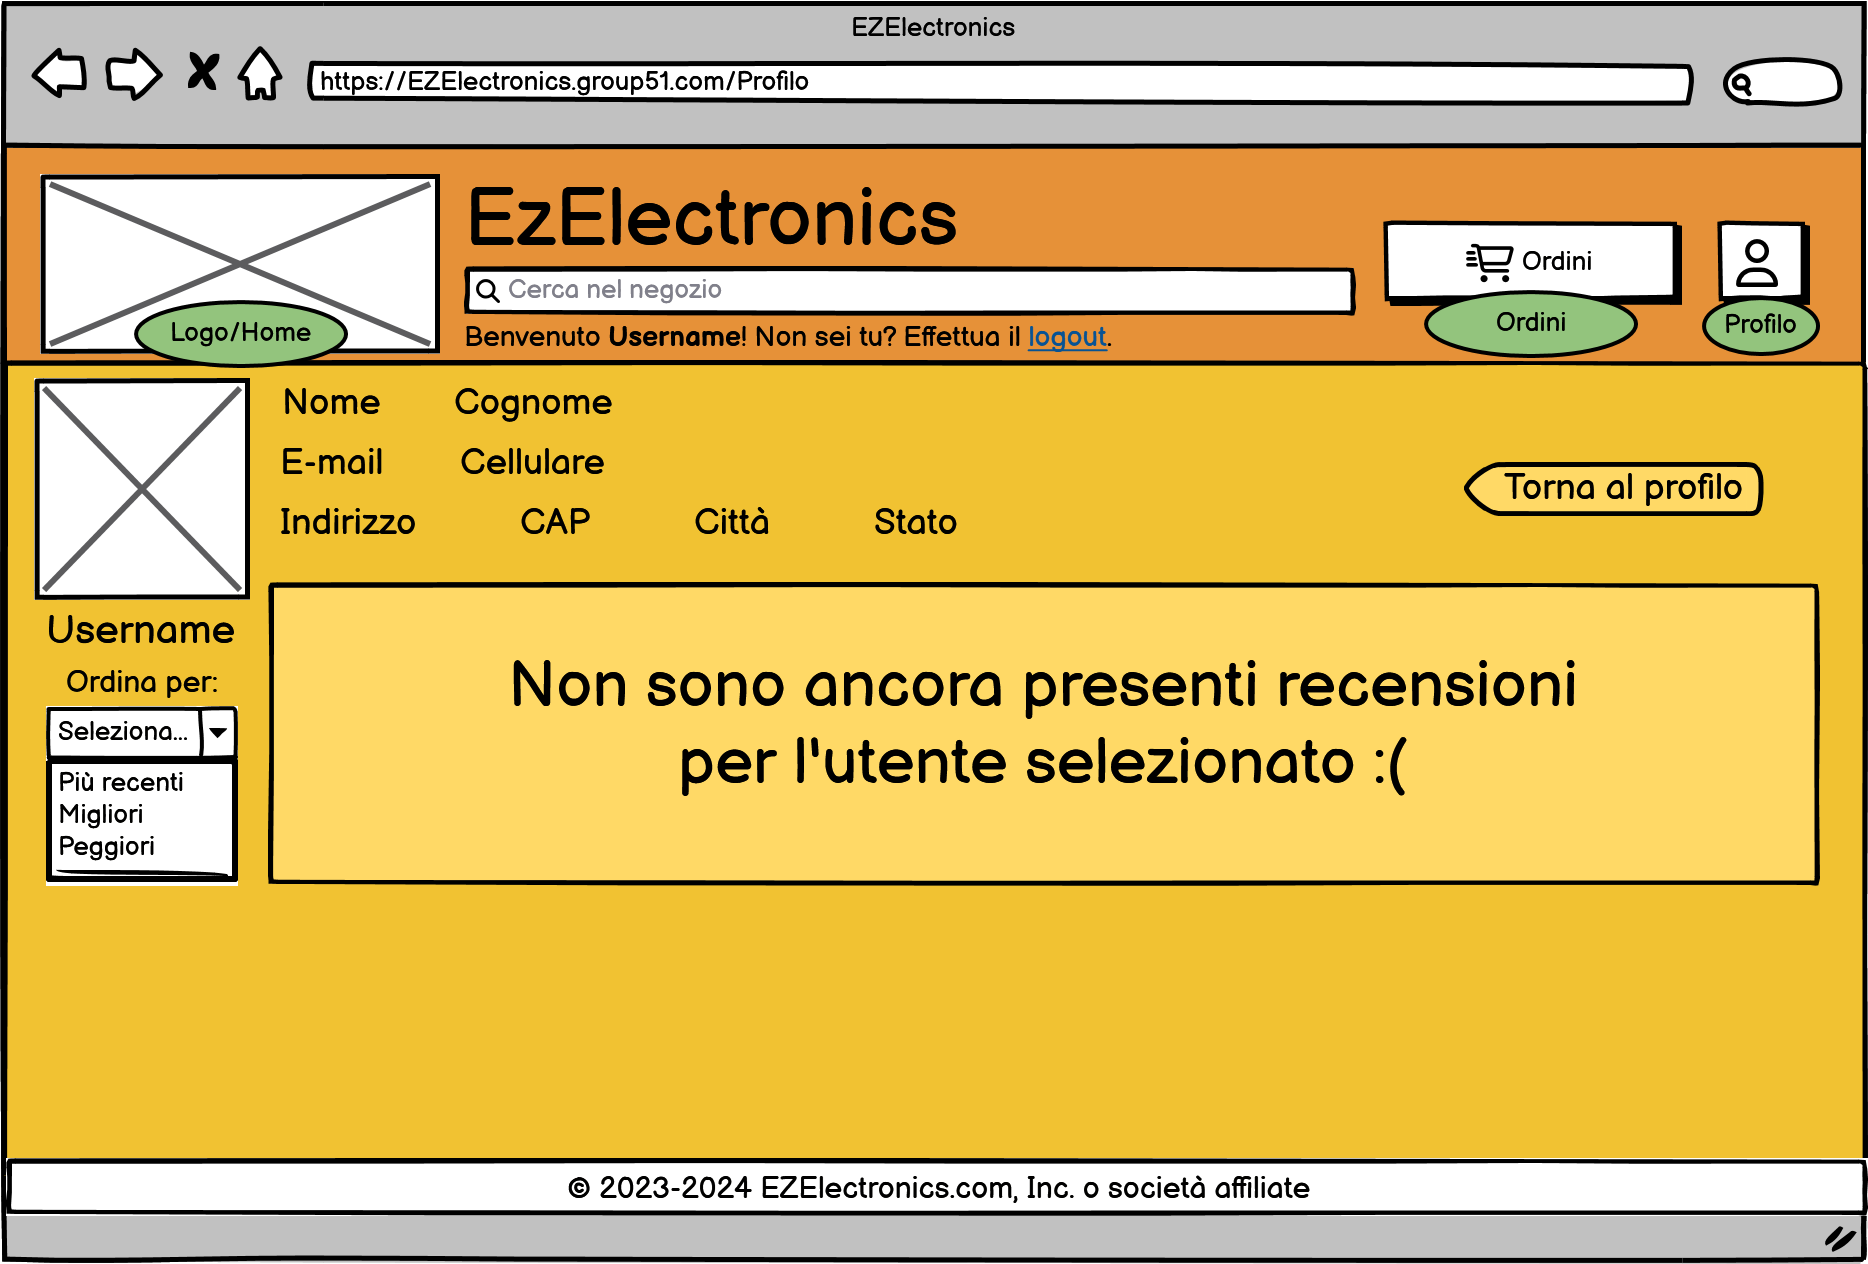 EZElectronics
https://EZElectronics.group51.com/Profilo
EzElectronics
Cerca nel negozio
Benvenuto Username! Non sei tu? Effettua il logout.
Logo/Home
Ordini
Ordini
Profilo
Nome Cognome
E-mail Cellulare
Indirizzo CAP Città Stato
Torna al profilo
Username
Ordina per:
Seleziona...
Più recenti
Migliori
Peggiori
Non sono ancora presenti recensioni
per l'utente selezionato :(
© 2023-2024 EZElectronics.com, Inc. o società affiliate